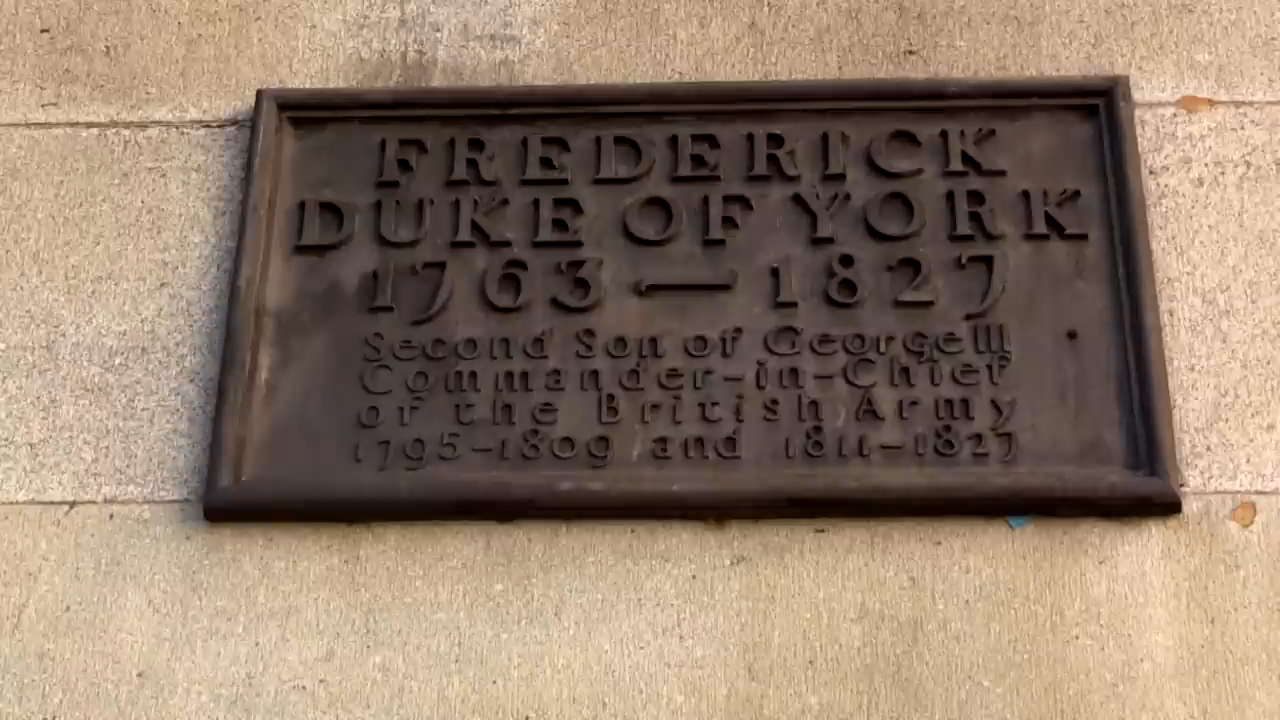 FREDERICK
DUKE OF YORK
1763 — 1827
Second Son of George III
Commander-in-Chief
of the British Army
1795-1809 and 1811-1827